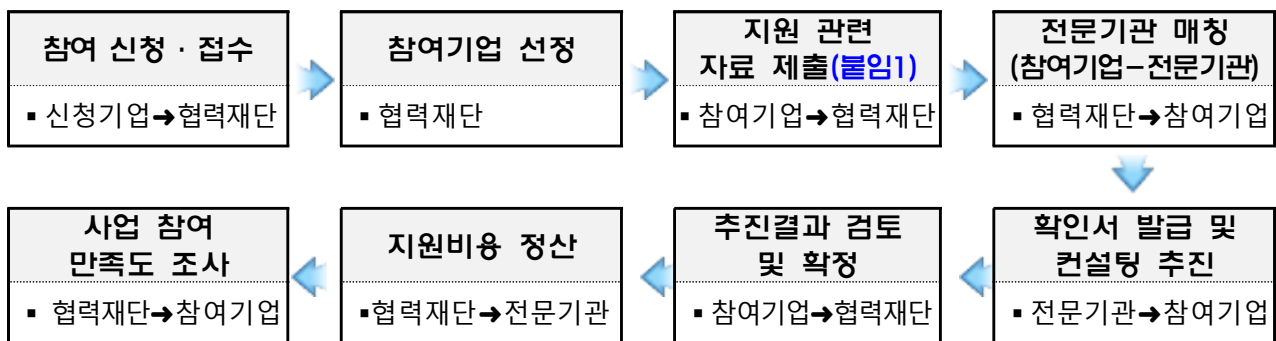 참여 신청 · 접수
▪ 신청기업➜협력재단
참여기업 선정
▪ 협력재단
지원 관련
자료 제출(붙임1)
▪ 참여기업➜협력재단
전문기관 매칭
(참여기업–전문기관)
▪ 협력재단➜참여기업
확인서 발급 및
컨설팅 추진
▪ 전문기관➜참여기업
추진결과 검토
및 확정
▪ 참여기업➜협력재단
지원비용 정산
▪협력재단➜전문기관
사업 참여
만족도 조사
▪ 협력재단➜참여기업